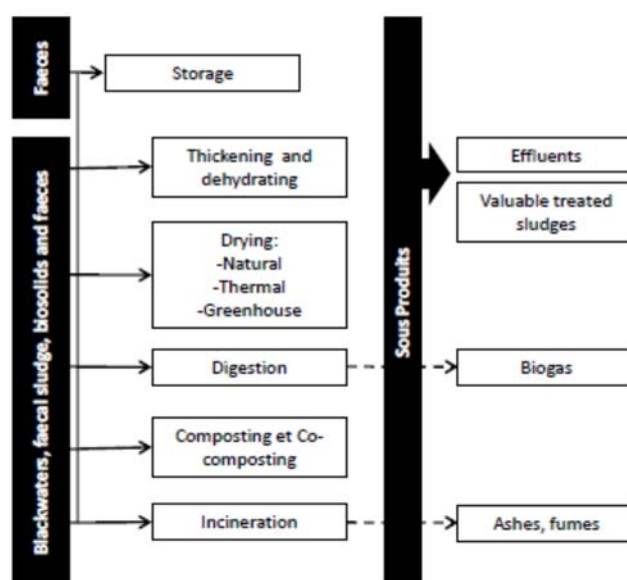 Faeces
Storage
Blackwaters, faecal sludge, biosolids and faeces
Thickening and
dehydrating
Drying:
-Natural
-Thermal
-Greenhouse
Digestion
Composting et Co-
composting
Incineration
Sous Produits
Effluents
Valuable treated
sludges
Biogas
Ashes, fumes